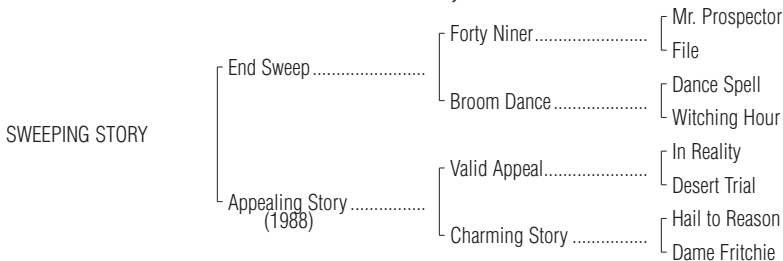 Mr. Prospector
Forty Niner..............................
File
End Sweep ........................
Dance Spell
Broom Dance .........................
Witching Hour
SWEEPING STORY
In Reality
Valid Appeal............................
Desert Trial
Appealing Story ................
(1988)
Hail to Reason
Charming Story ....................
Dame Fritchie